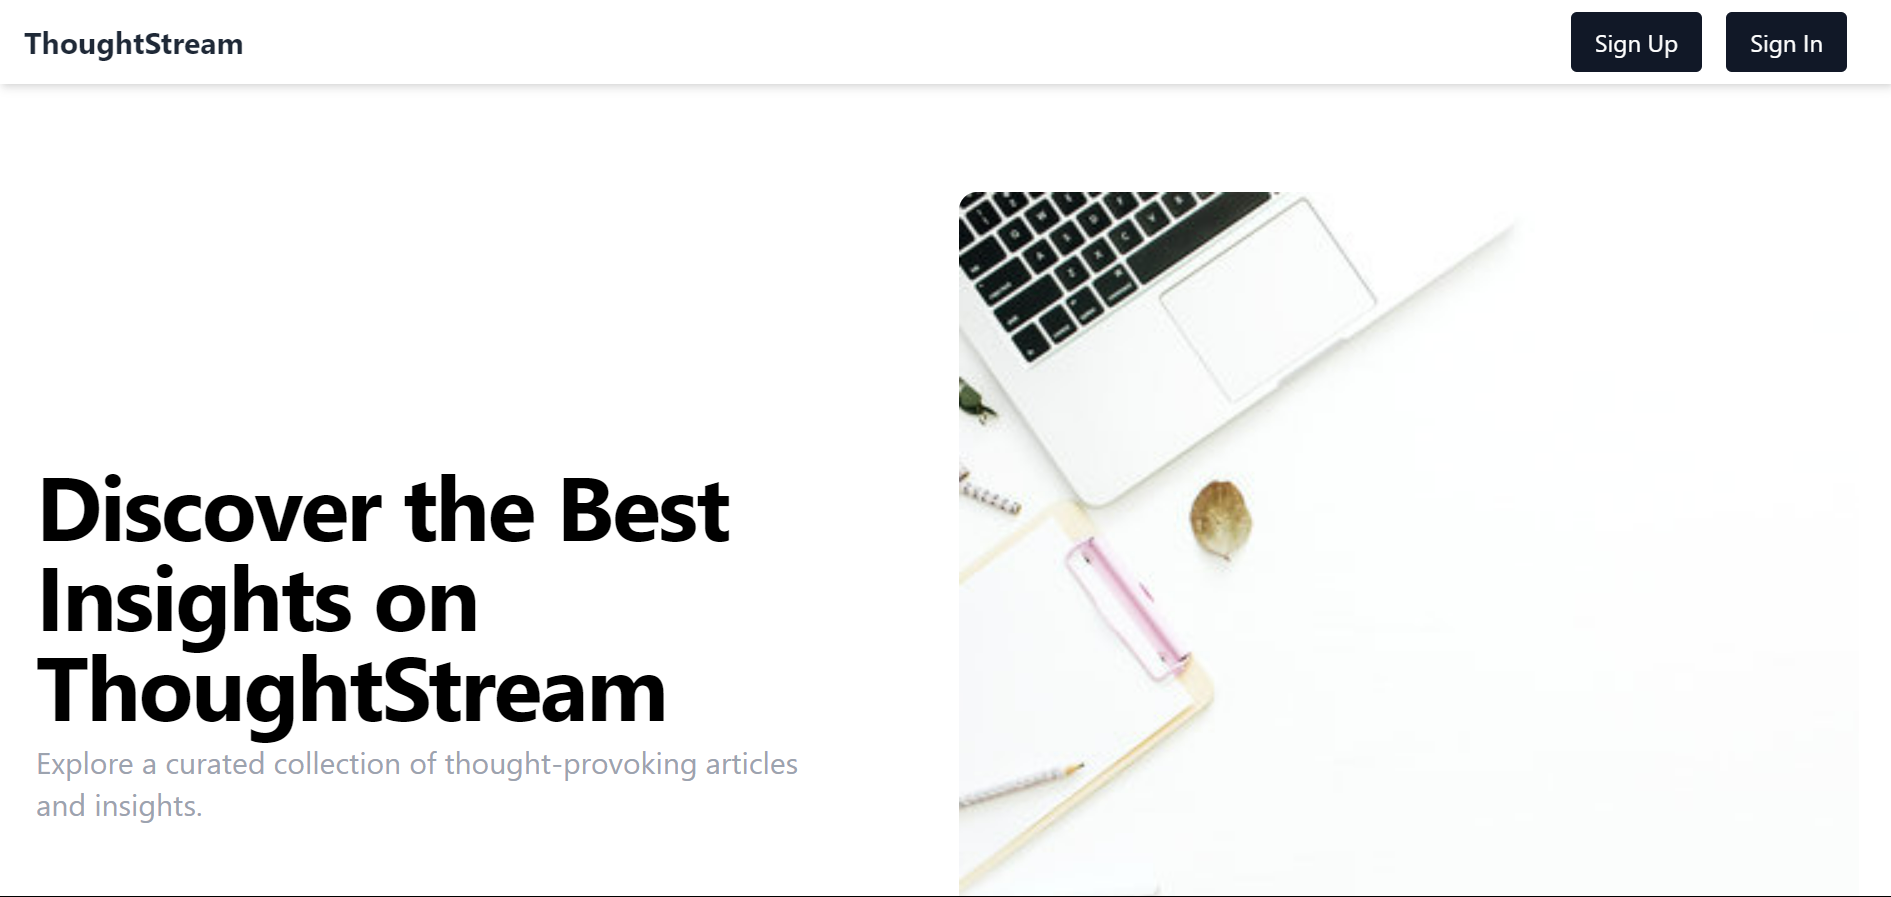 ThoughtStream
Sign Up
Sign In
Discover the Best
Insights on
ThoughtStream
Explore a curated collection of thought-provoking articles
and insights.